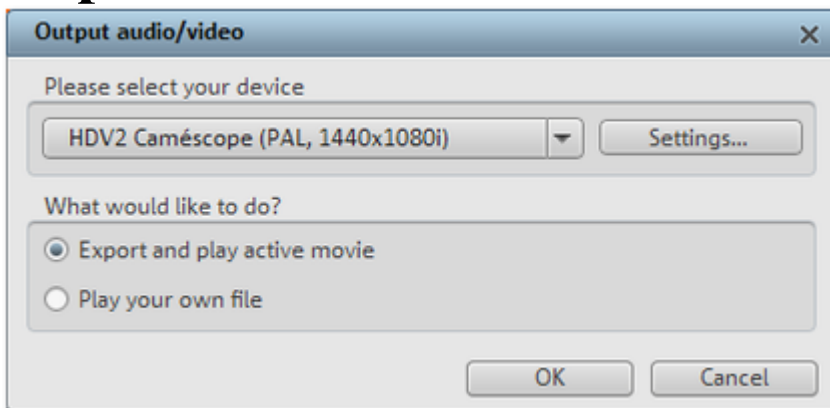 Output audio/video
Please select your device
HDV2 Caméscope (PAL, 1440x1080i)
Settings...
What would like to do?
Export and play active movie
Play your own file
OK
Cancel